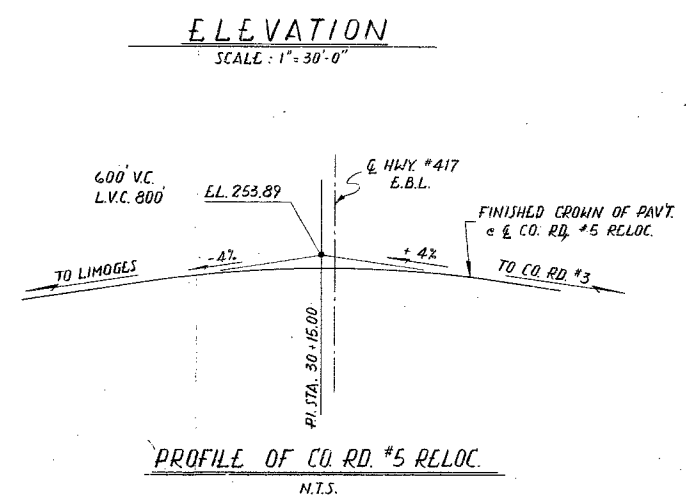 ELEVATION
SCALE : 1" = 30'-0"
600' V.C.
L.V.C. 800'
EL. 253.89
℄ HWY. #417
E.B.L.
FINISHED CROWN OF PAV'T.
@ ℄ CO. RD. #5 RELOC.
-4%
+4%
TO LIMOGES
TO CO. RD. #3
P.I. STA. 30+15.00
PROFILE OF CO. RD. #5 RELOC.
N.T.S.